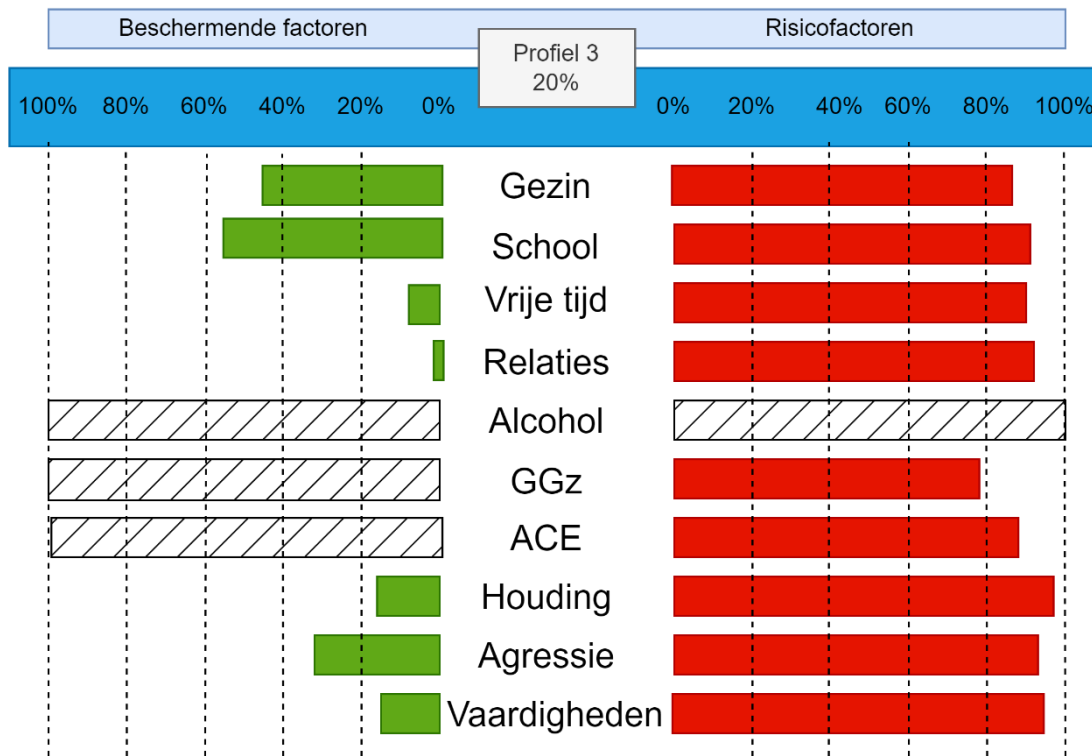 Beschermende factoren
Risicofactoren
Profiel 3
20%
100% 80% 60% 40% 20% 0%
0% 20% 40% 60% 80% 100%
Gezin
School
Vrije tijd
Relaties
Alcohol
GGz
ACE
Houding
Agressie
Vaardigheden